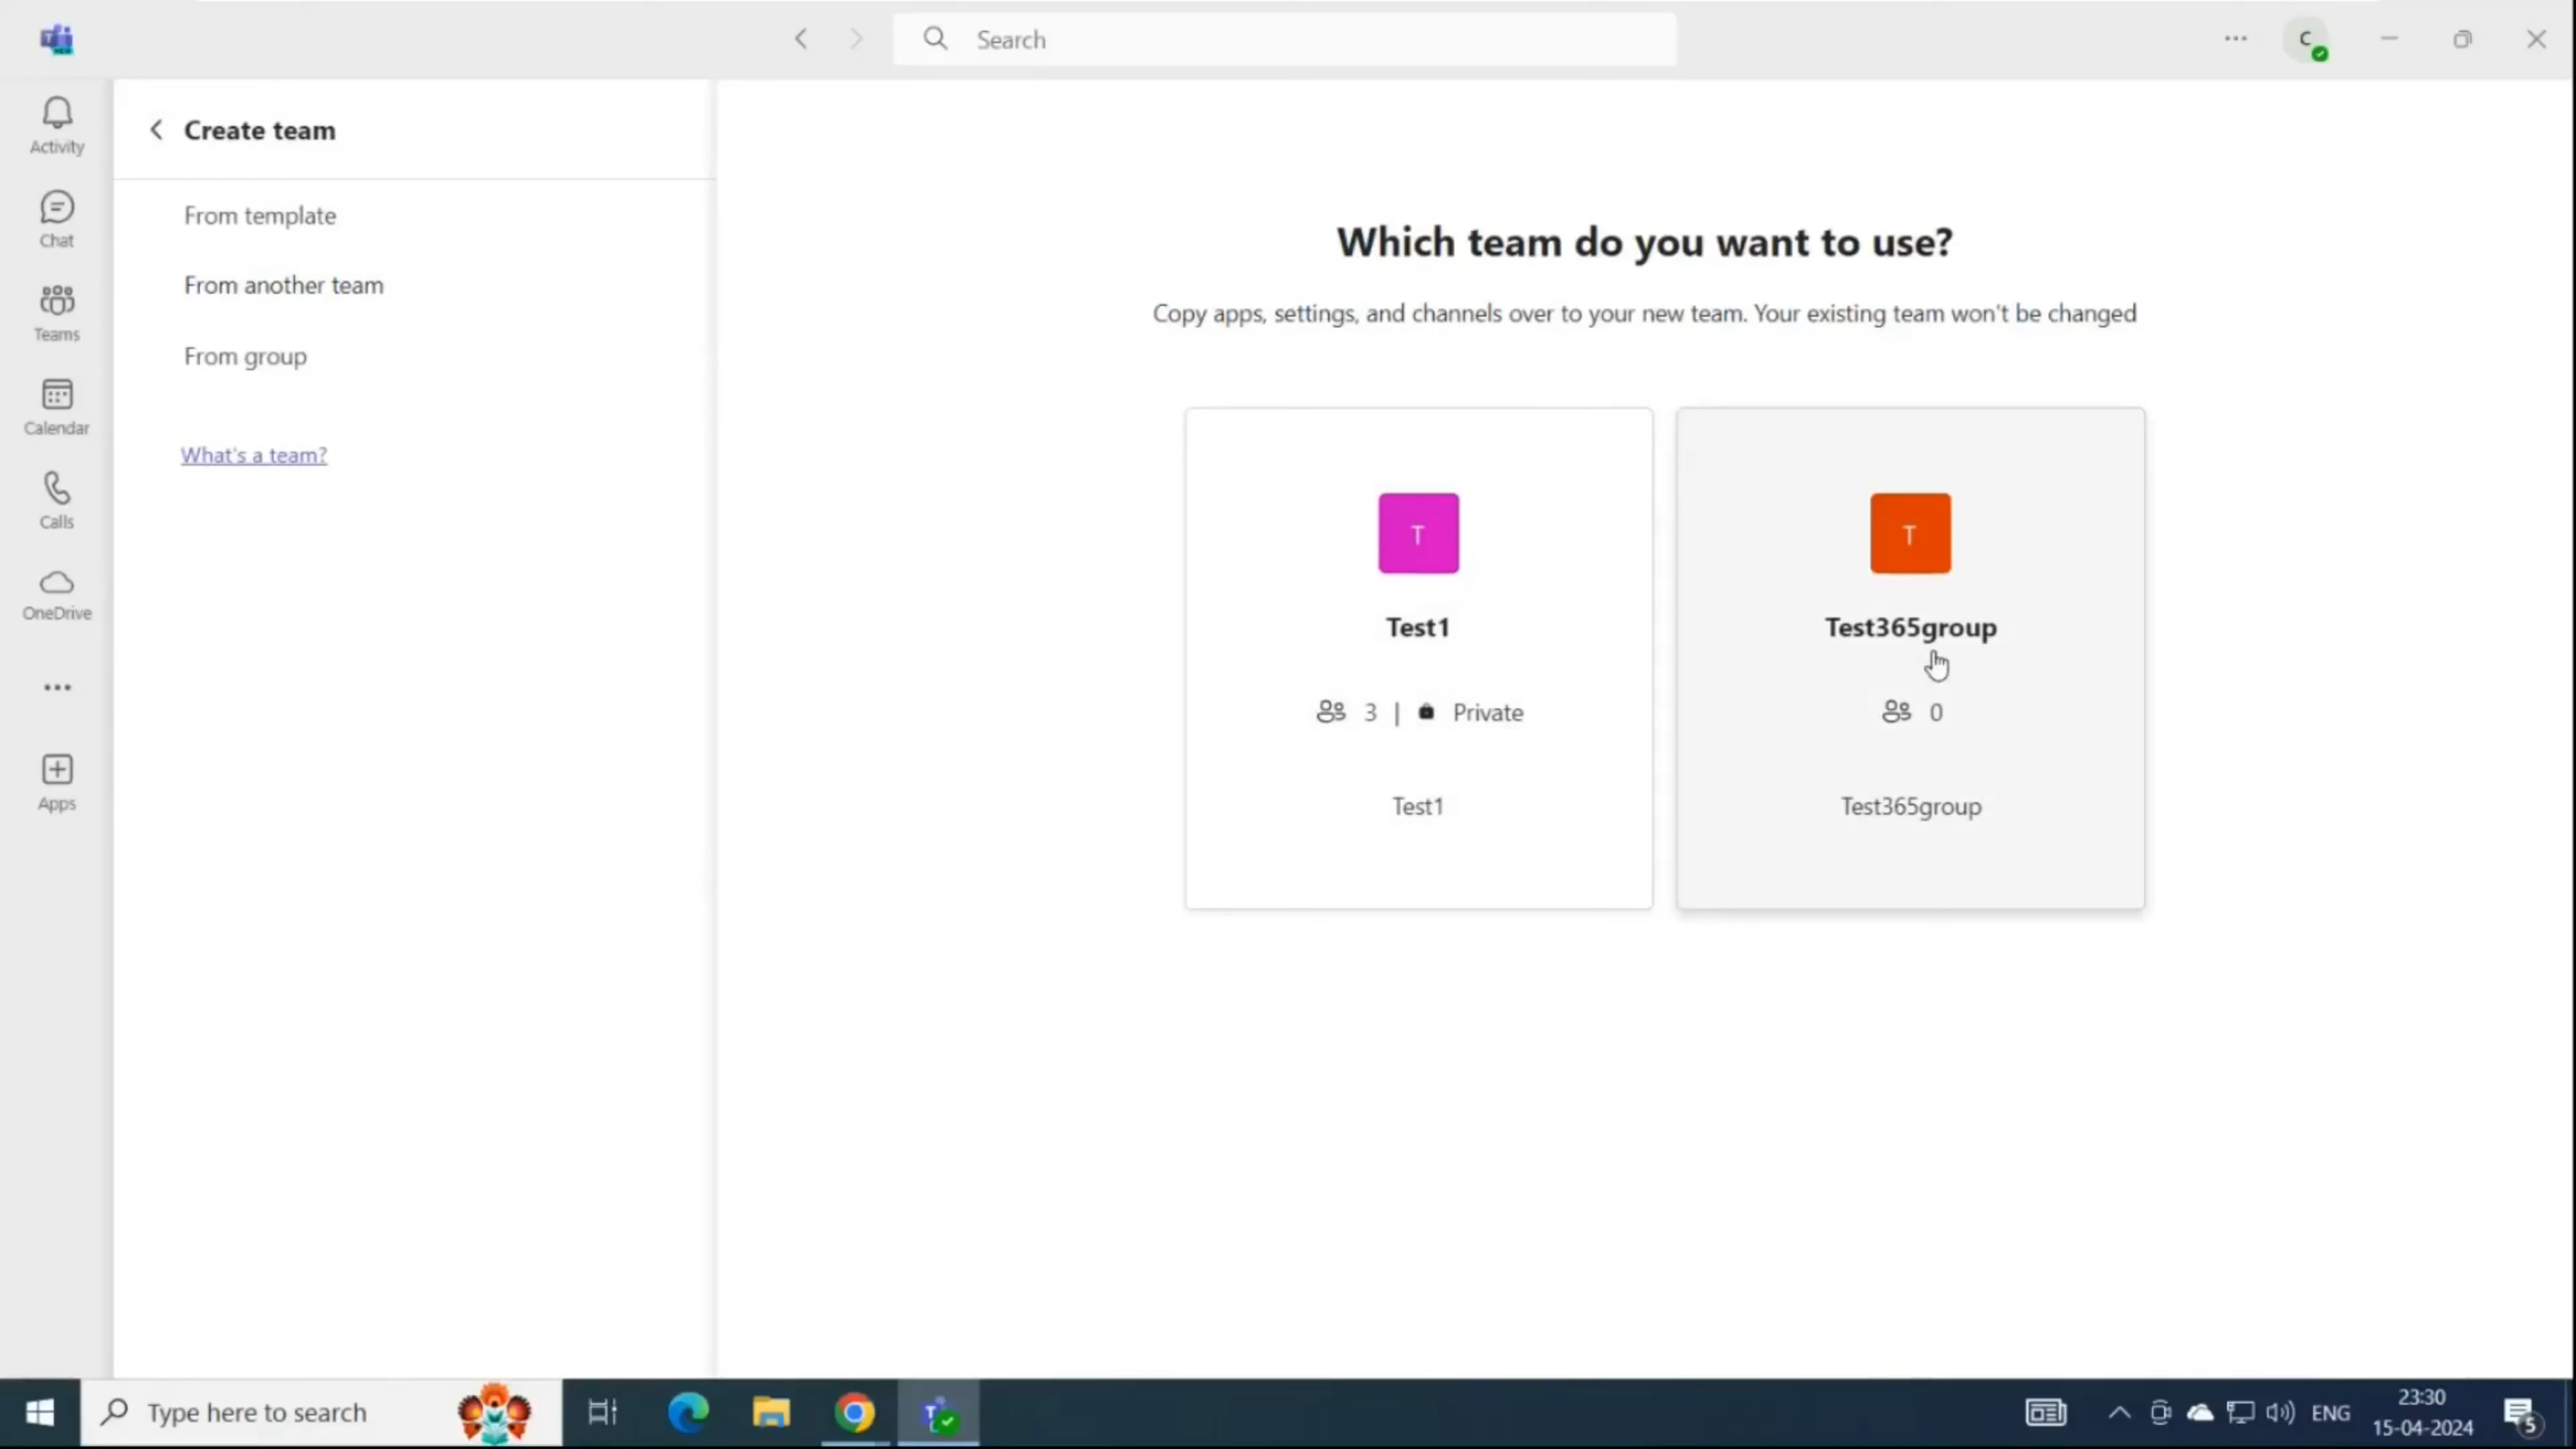 Search
C
Activity
Chat
Teams
Calendar
Calls
OneDrive
Apps
Create team
From template
From another team
From group
What's a team?
Which team do you want to use?
Copy apps, settings, and channels over to your new team. Your existing team won't be changed
T
Test1
3 | Private
Test1
T
Test365group
0
Test365group
Type here to search
ENG
23:30
15-04-2024
5